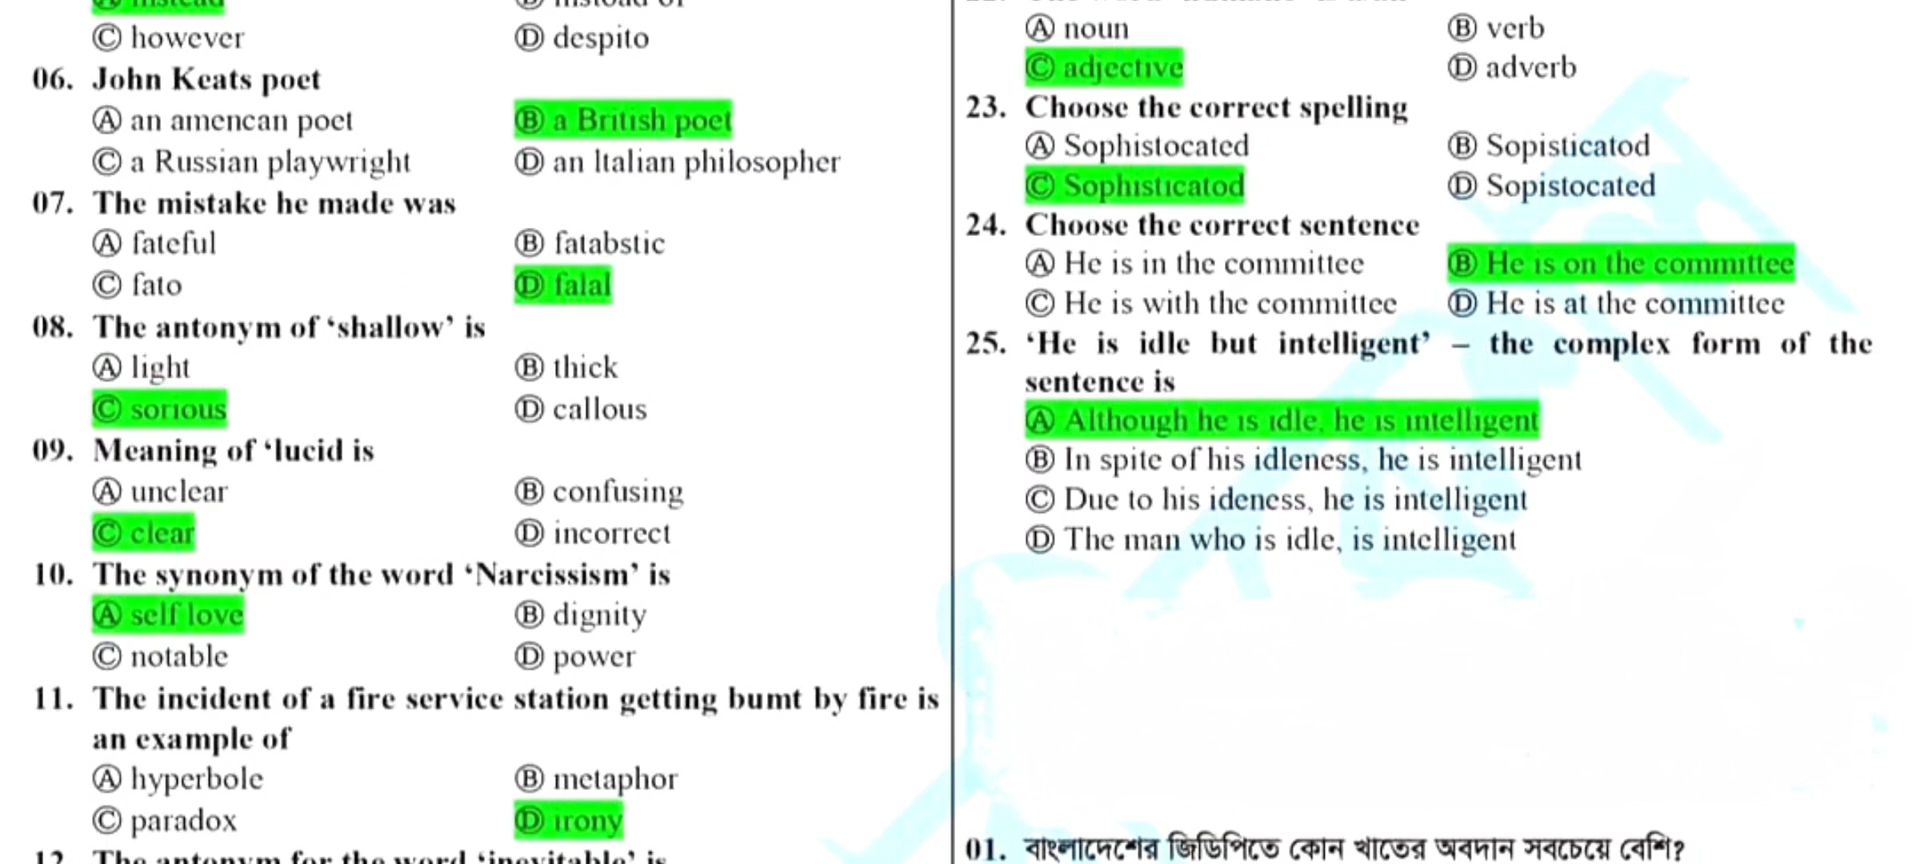 © however
Ⓓ despito
06. John Keats poet
Ⓐ an amencan poet
Ⓑ a British poet
Ⓒ a Russian playwright
Ⓓ an Italian philosopher
07. The mistake he made was
Ⓐ fateful
Ⓑ fatabstic
Ⓒ fato
Ⓓ falal
08. The antonym of ‘shallow’ is
Ⓐ light
Ⓑ thick
Ⓒ sorious
Ⓓ callous
09. Meaning of ‘lucid is
Ⓐ unclear
Ⓑ confusing
Ⓒ clear
Ⓓ incorrect
10. The synonym of the word ‘Narcissism’ is
Ⓐ self love
Ⓑ dignity
Ⓒ notable
Ⓓ power
11. The incident of a fire service station getting bumt by fire is
an example of
Ⓐ hyperbole
Ⓑ metaphor
Ⓒ paradox
Ⓓ irony
12. The antonym for the word ‘inevitable’ is
Ⓐ noun
Ⓑ verb
Ⓒ adjective
Ⓓ adverb
23. Choose the correct spelling
Ⓐ Sophistocated
Ⓑ Sopisticatod
Ⓒ Sophisticatod
Ⓓ Sopistocated
24. Choose the correct sentence
Ⓐ He is in the committee
Ⓑ He is on the committee
Ⓒ He is with the committee
Ⓓ He is at the committee
25. ‘He is idle but intelligent’ – the complex form of the
sentence is
Ⓐ Although he is idle, he is intelligent
Ⓑ In spite of his idleness, he is intelligent
Ⓒ Due to his ideness, he is intelligent
Ⓓ The man who is idle, is intelligent
01. বাংলাদেশের জিডিপিতে কোন খাতের অবদান সবচেয়ে বেশি?